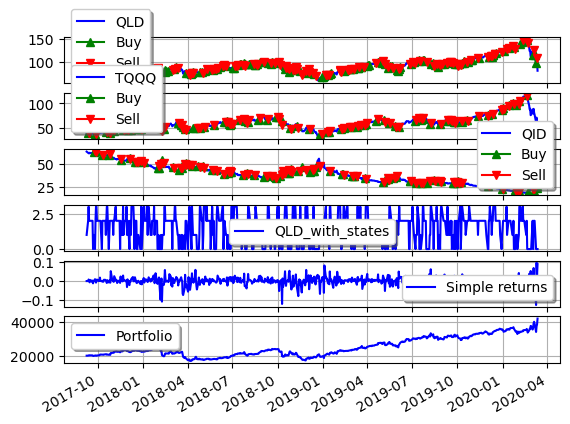 QLD
Buy
Sell
150
100
TQQQ
Buy
Sell
100
50
QID
Buy
Sell
50
25
QLD_with_states
2.5
0.0
Simple returns
0.1
0.0
−0.1
Portfolio
40000
20000
2017-10
2018-01
2018-04
2018-07
2018-10
2019-01
2019-04
2019-07
2019-10
2020-01
2020-04